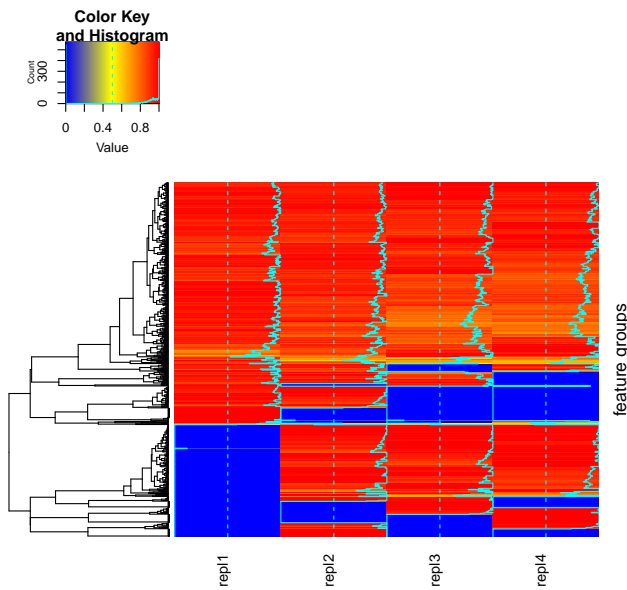 Color Key
and Histogram
Count
0 300
0 0.4 0.8
Value
feature groups
repl1 repl2 repl3 repl4